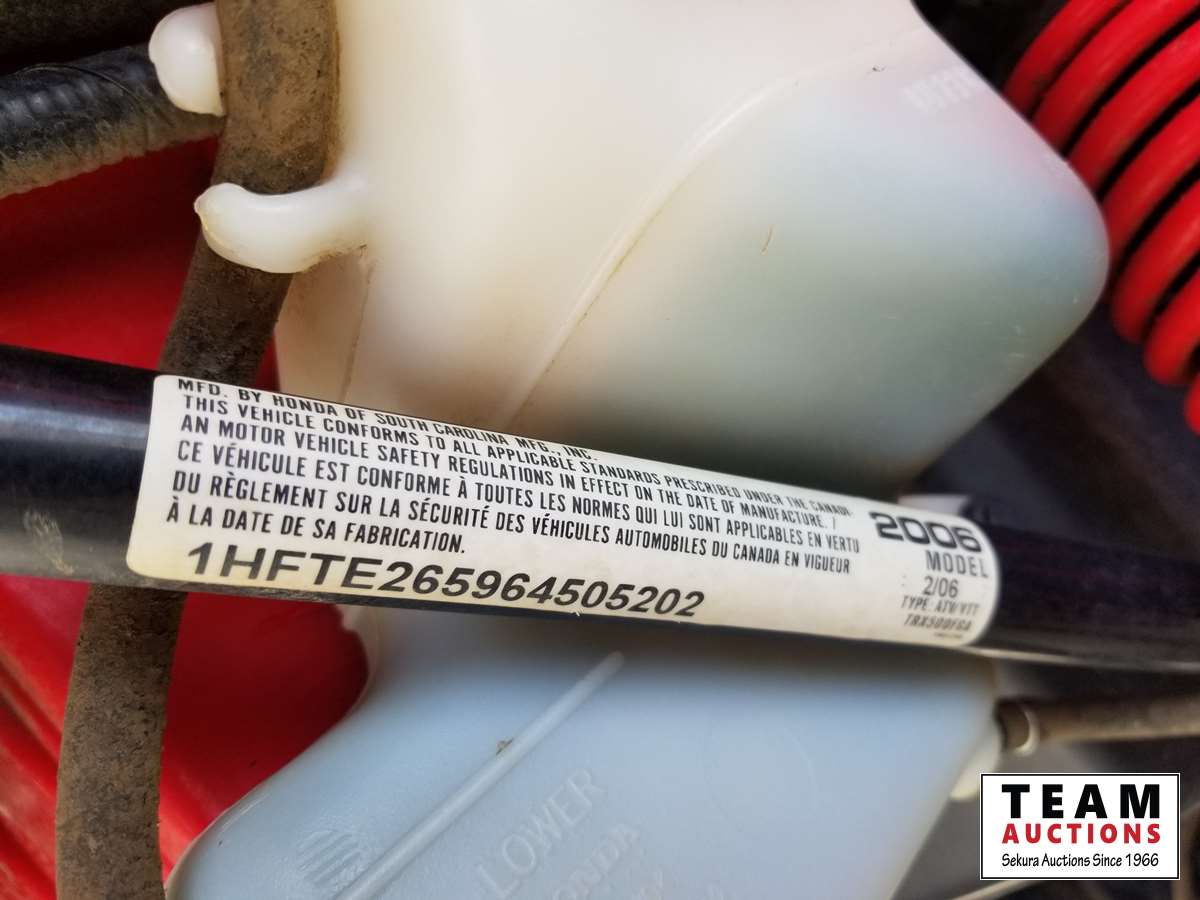 MFD. BY HONDA OF SOUTH CAROLINA MFG., INC.
THIS VEHICLE CONFORMS TO ALL APPLICABLE STANDARDS PRESCRIBED UNDER THE CANADI-
AN MOTOR VEHICLE SAFETY REGULATIONS IN EFFECT ON THE DATE OF MANUFACTURE. /
CE VÉHICULE EST CONFORME À TOUTES LES NORMES QUI LUI SONT APPLICABLES EN VERTU
DU RÈGLEMENT SUR LA SÉCURITÉ DES VÉHICULES AUTOMOBILES DU CANADA EN VIGUEUR
À LA DATE DE SA FABRICATION.
1HFTE265964505202
2006
MODEL
: 2/06
TYPE: ATV/VTT
TRX500FGA
LOWER
HONDA
TEAM
AUCTIONS
Sekura Auctions Since 1966